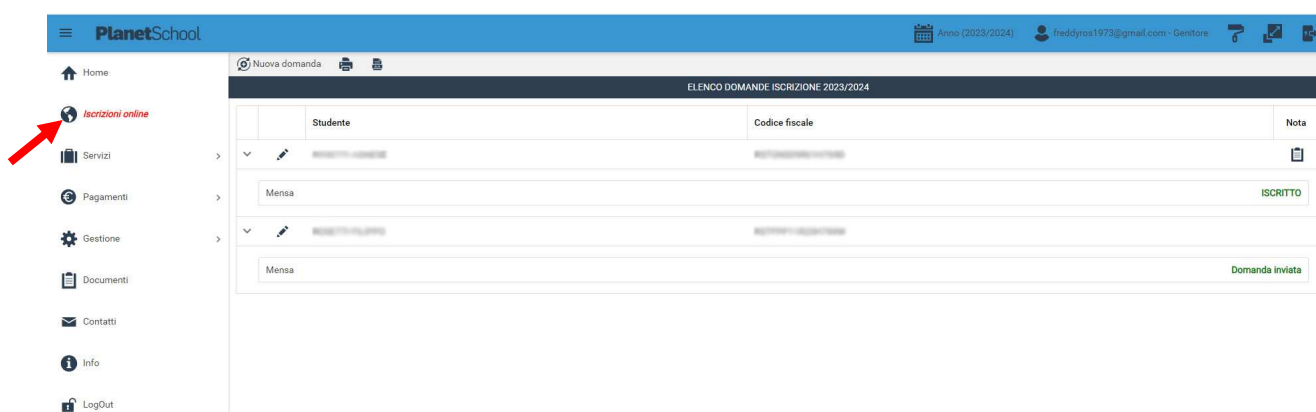 PlanetSchool
Anno (2023/2024)
freddyros1973@gmail.com - Genitore
Home
Iscrizioni online
Servizi
Pagamenti
Gestione
Documenti
Contatti
Info
LogOut
Nuova domanda
ELENCO DOMANDE ISCRIZIONE 2023/2024
Studente Codice fiscale Nota
Mensa ISCRITTO
Mensa Domanda inviata